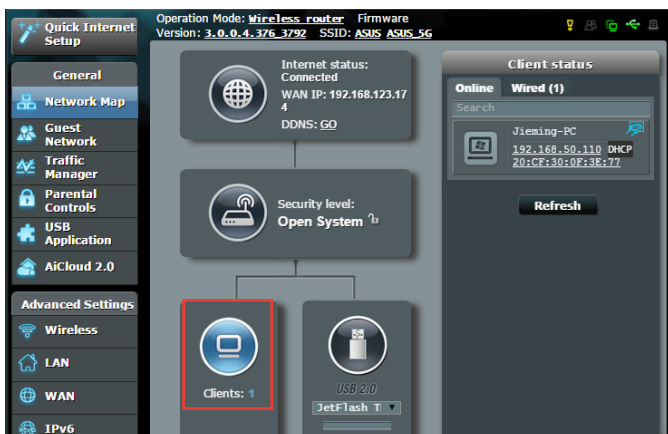 Quick Internet
Setup
Operation Mode: Wireless router Firmware
Version: 3.0.0.4.376_3792 SSID: ASUS ASUS_5G
General
Network Map
Guest
Network
Traffic
Manager
Parental
Controls
USB
Application
AiCloud 2.0
Advanced Settings
Wireless
LAN
WAN
IPv6
Internet status:
Connected
WAN IP: 192.168.123.17
4
DDNS: GO
Security level:
Open System
Clients: 1
USB 2.0
JetFlash T
Client status
Online Wired (1)
Search
Jieming-PC
192.168.50.110 DHCP
20:CF:30:0F:3E:77
Refresh